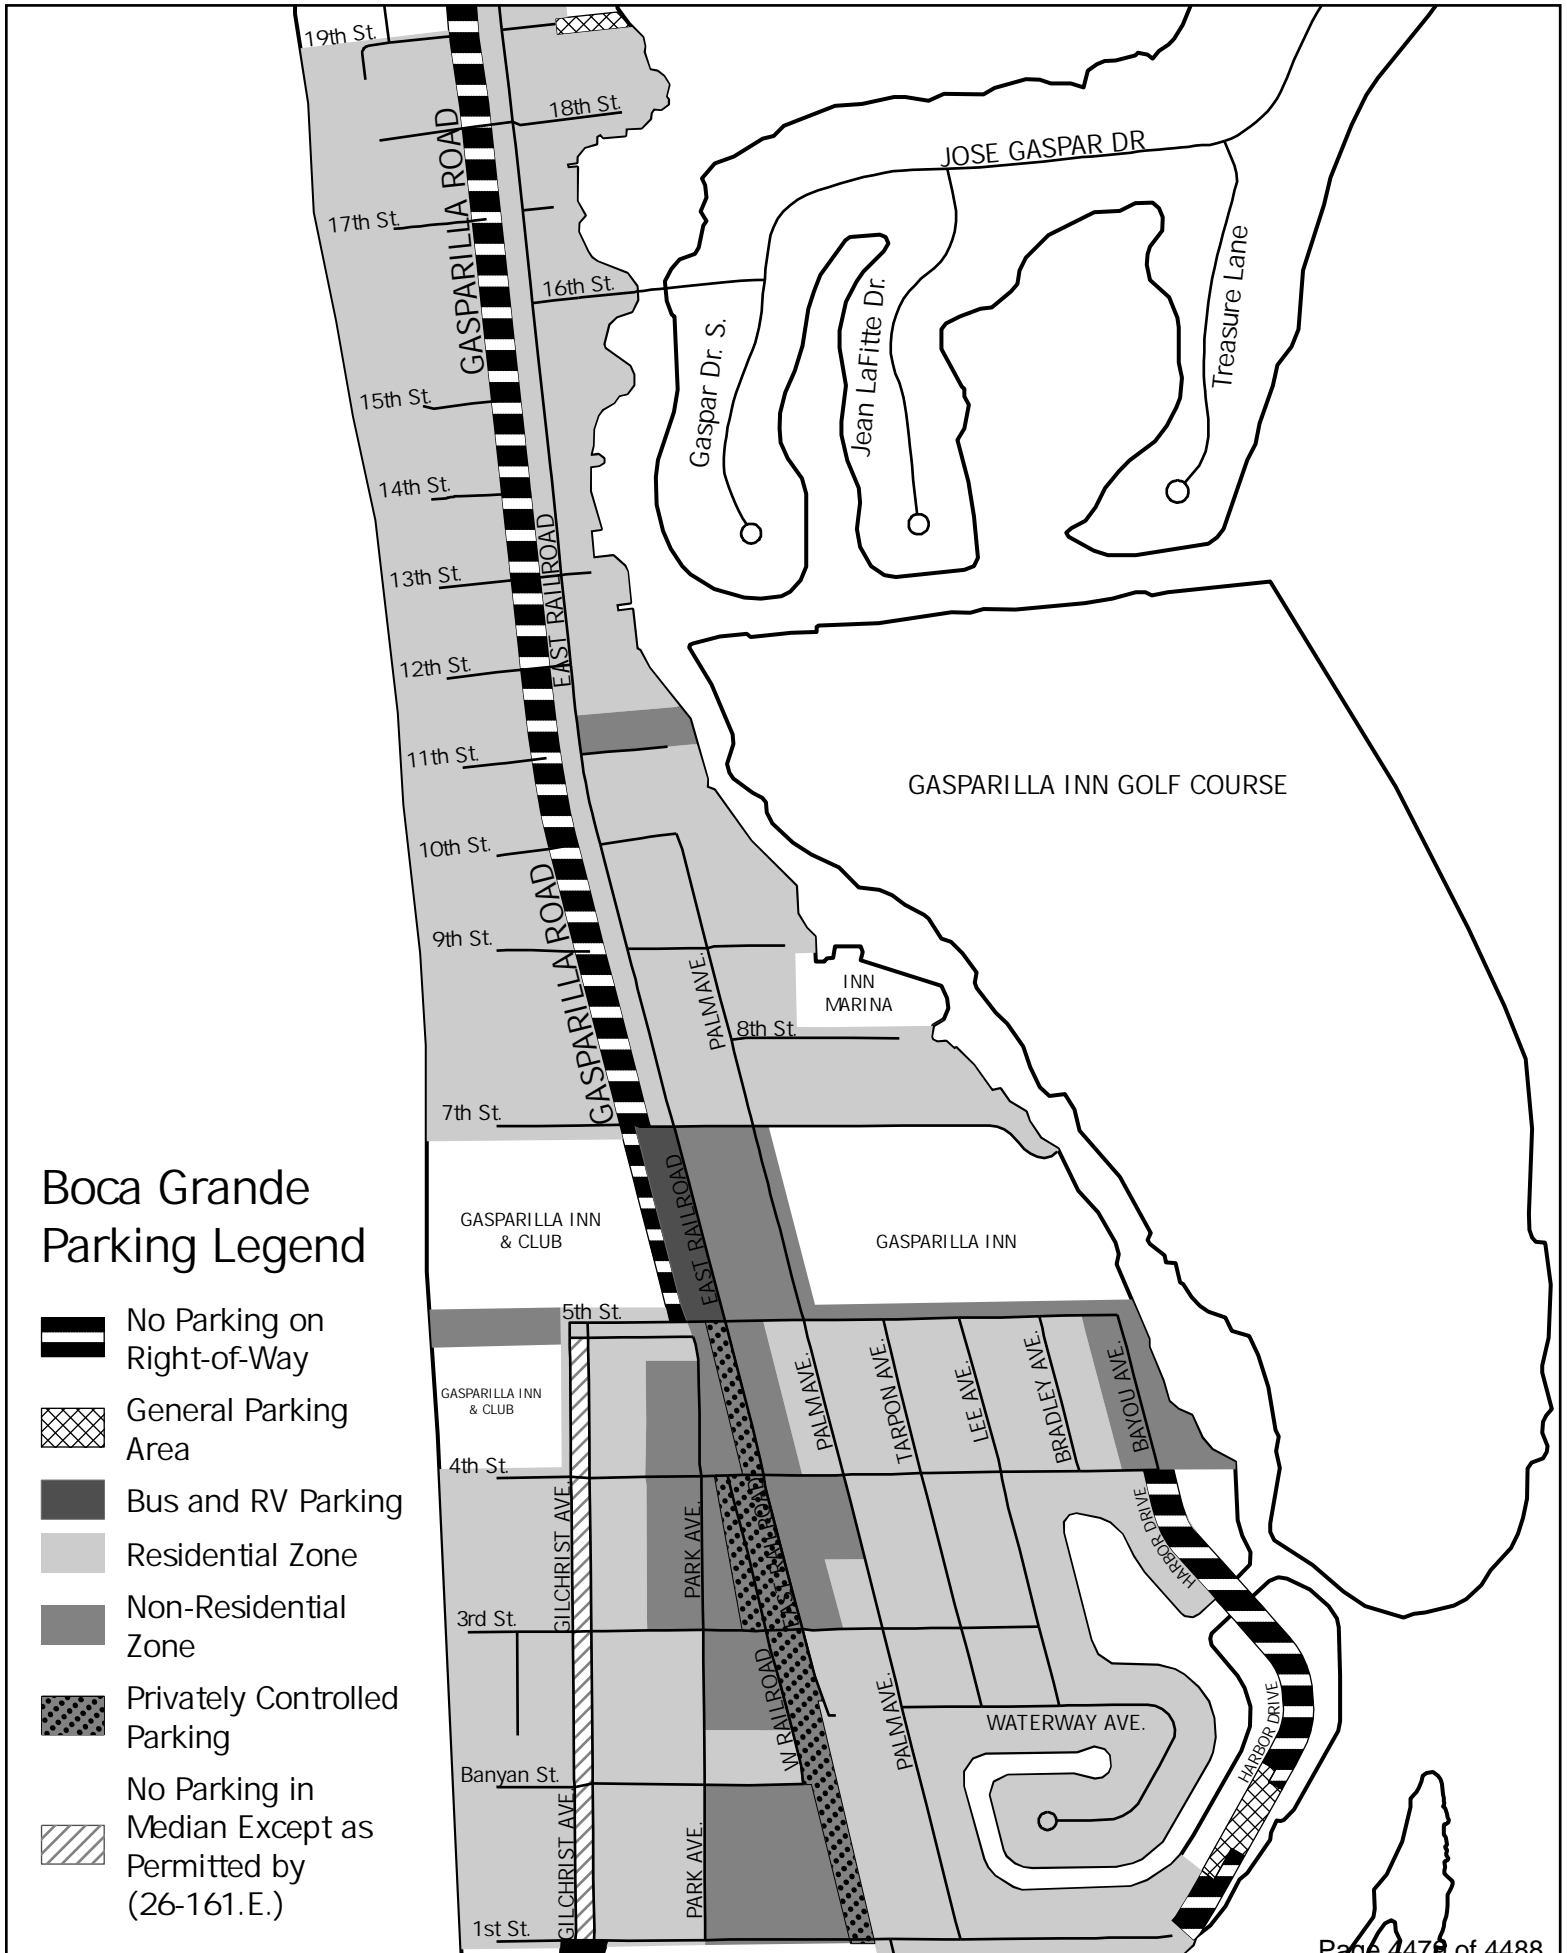 19th St.
18th St.
GASPARILLA ROAD
JOSE GASPAR DR
17th St.
16th St.
Gaspar Dr. S.
Jean LaFitte Dr.
Treasure Lane
15th St.
14th St.
EAST RAILROAD
13th St.
12th St.
11th St.
GASPARILLA INN GOLF COURSE
10th St.
GASPARILLA ROAD
9th St.
PALM AVE.
INN
MARINA
8th St.
7th St.
Boca Grande
Parking Legend
GASPARILLA INN
& CLUB
EAST RAILROAD
GASPARILLA INN
5th St.
No Parking on
Right-of-Way
General Parking
Area
Bus and RV Parking
Residential Zone
Non-Residential
Zone
Privately Controlled
Parking
No Parking in
Median Except as
Permitted by
(26-161.E.)
GASPARILLA INN
& CLUB
PALM AVE.
TARPON AVE.
LEE AVE.
BRADLEY AVE.
BAYOU AVE.
4th St.
GILCHRIST AVE.
PARK AVE.
EAST RAILROAD
HARBOR DRIVE
3rd St.
W RAILROAD
PALM AVE.
WATERWAY AVE.
HARBOR DRIVE
Banyan St.
GILCHRIST AVE.
PARK AVE.
1st St.
Page 4479 of 4488